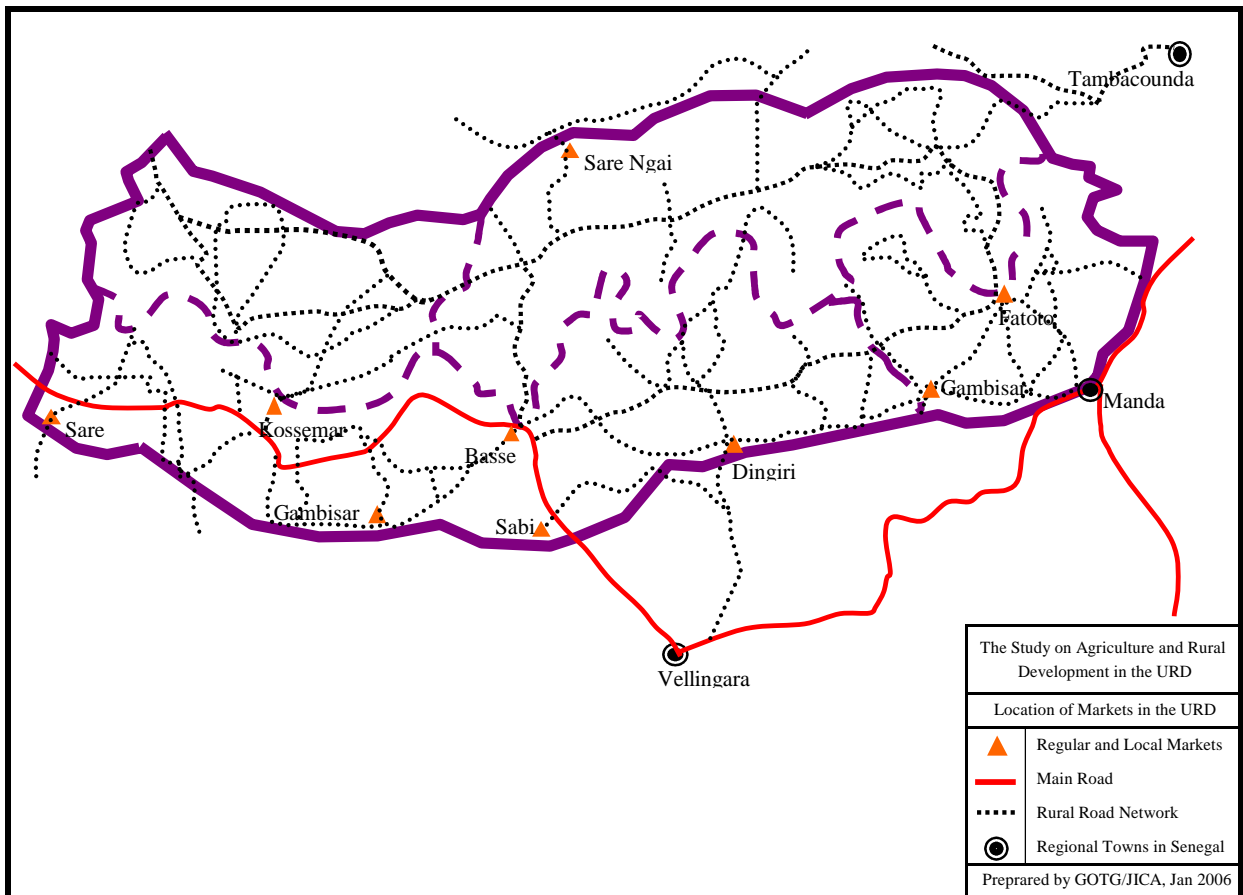 Tambacounda
Sare Ngai
Fatoto
Gambisar
Manda
Sare
Kossemar
Basse
Dingiri
Gambisar
Sabi
Vellingara
The Study on Agriculture and Rural
Development in the URD
Location of Markets in the URD
Regular and Local Markets
Main Road
Rural Road Network
Regional Towns in Senegal
Preprared by GOTG/JICA, Jan 2006